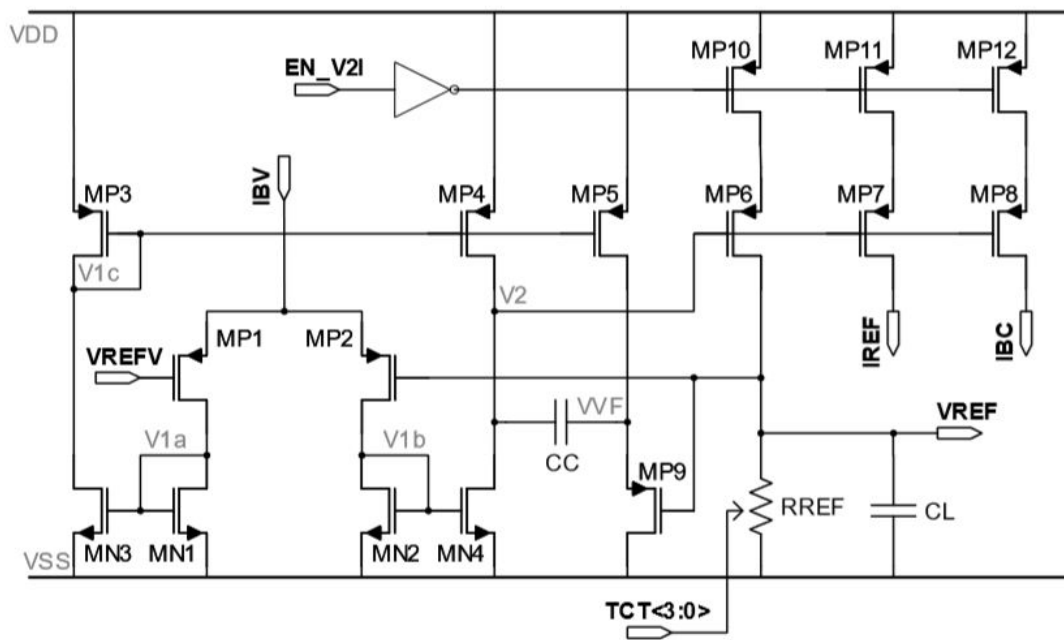 VDD
EN_V2I
MP10
MP11
MP12
IBV
MP3
MP4
MP5
MP6
MP7
MP8
V1c
V2
MP1
MP2
VREFV
IREF
IBC
V1a
V1b
VVF
CC
VREF
MP9
RREF
CL
VSS
MN3
MN1
MN2
MN4
TCT<3:0>